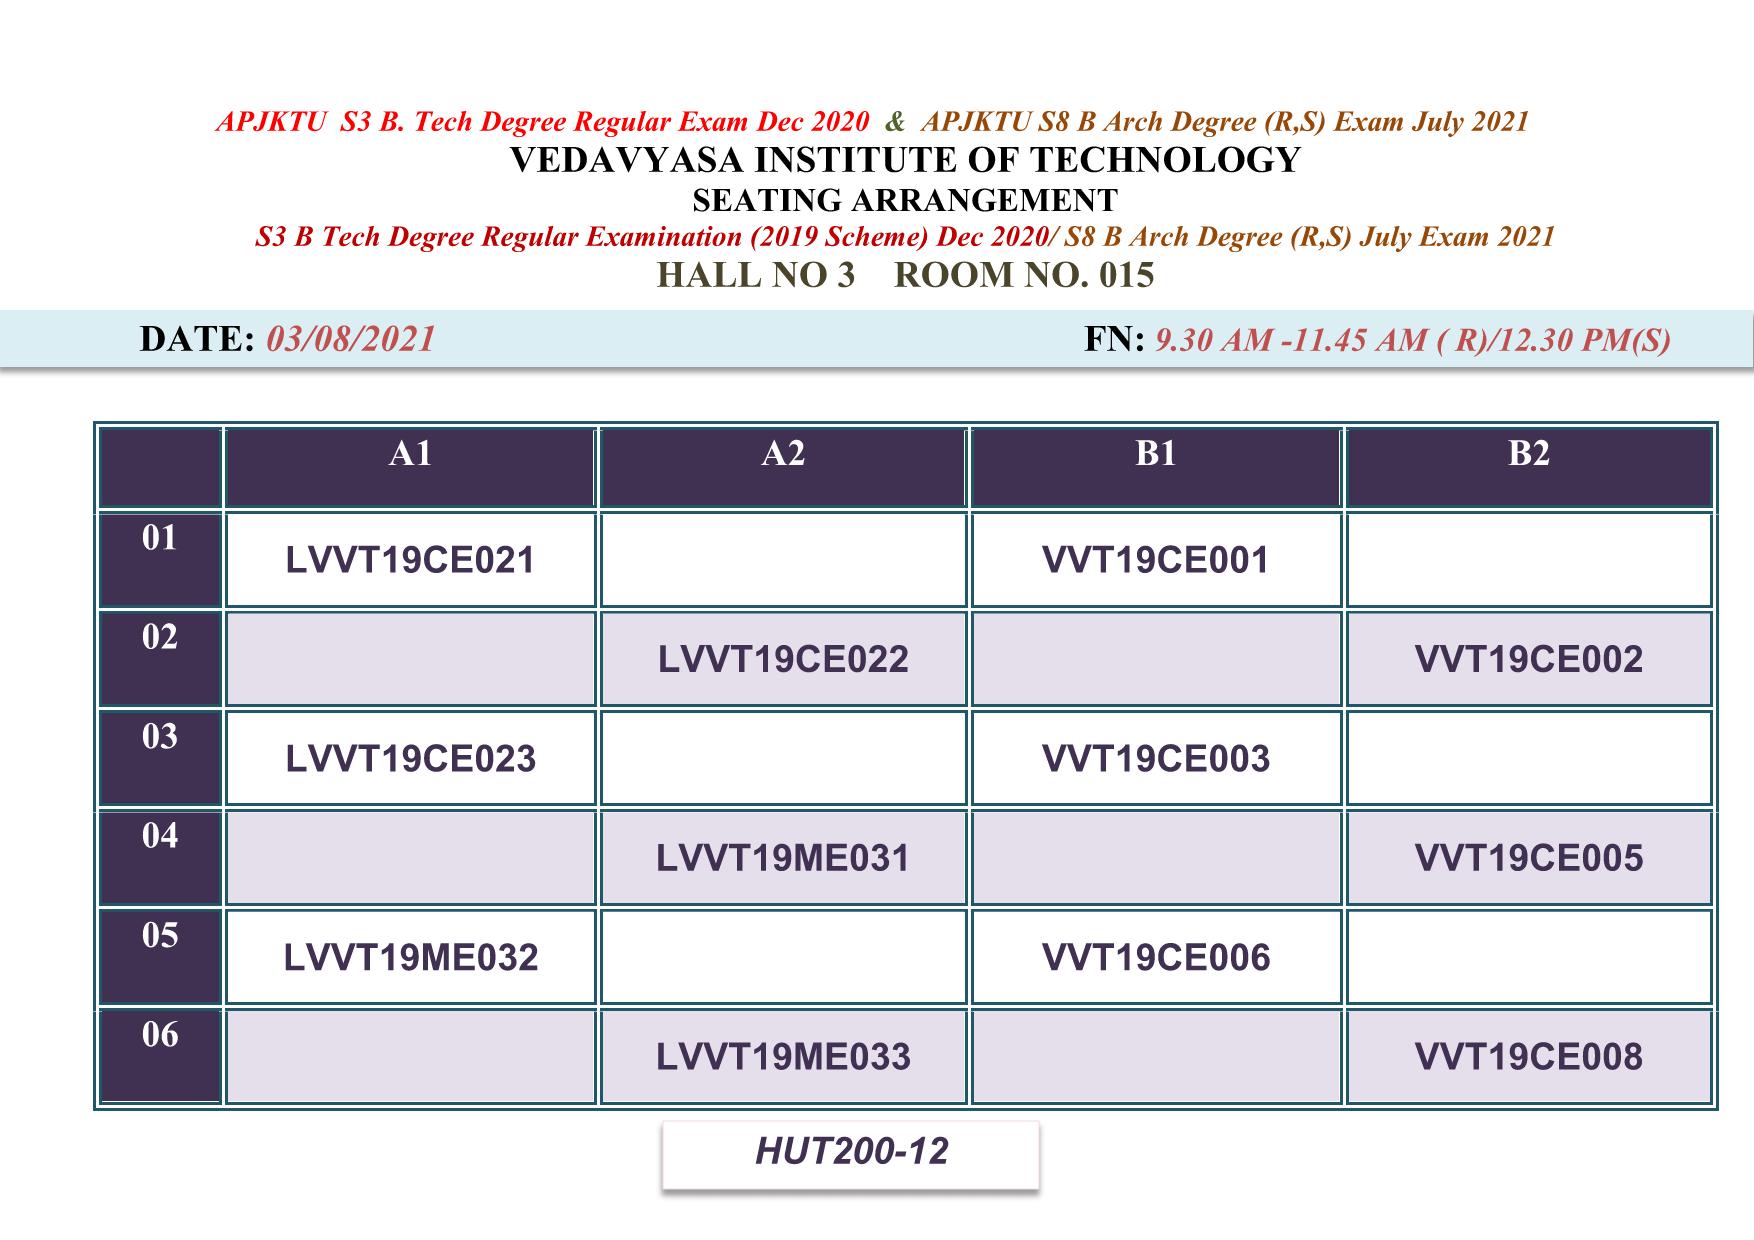 APJKTU S3 B. Tech Degree Regular Exam Dec 2020 & APJKTU S8 B Arch Degree (R,S) Exam July 2021
VEDAVYASA INSTITUTE OF TECHNOLOGY
SEATING ARRANGEMENT
S3 B Tech Degree Regular Examination (2019 Scheme) Dec 2020/ S8 B Arch Degree (R,S) July Exam 2021
HALL NO 3 ROOM NO. 015
DATE: 03/08/2021 FN: 9.30 AM -11.45 AM ( R)/12.30 PM(S)
A1 A2 B1 B2
01 LVVT19CE021 VVT19CE001
02 LVVT19CE022 VVT19CE002
03 LVVT19CE023 VVT19CE003
04 LVVT19ME031 VVT19CE005
05 LVVT19ME032 VVT19CE006
06 LVVT19ME033 VVT19CE008
HUT200-12